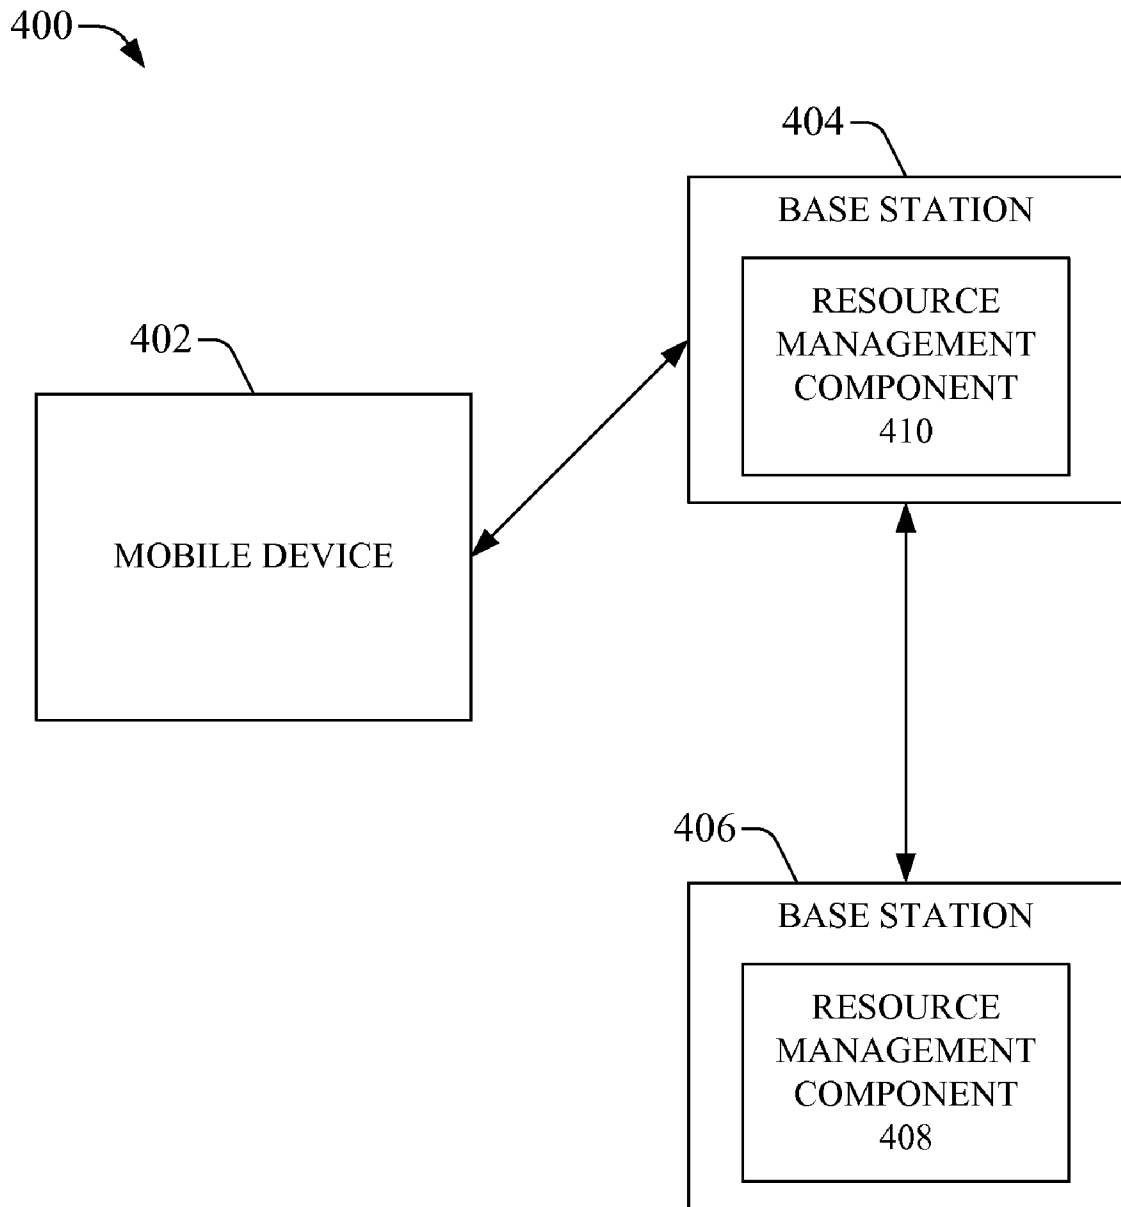 400
404
BASE STATION
RESOURCE
MANAGEMENT
COMPONENT
410
402
MOBILE DEVICE
406
BASE STATION
RESOURCE
MANAGEMENT
COMPONENT
408